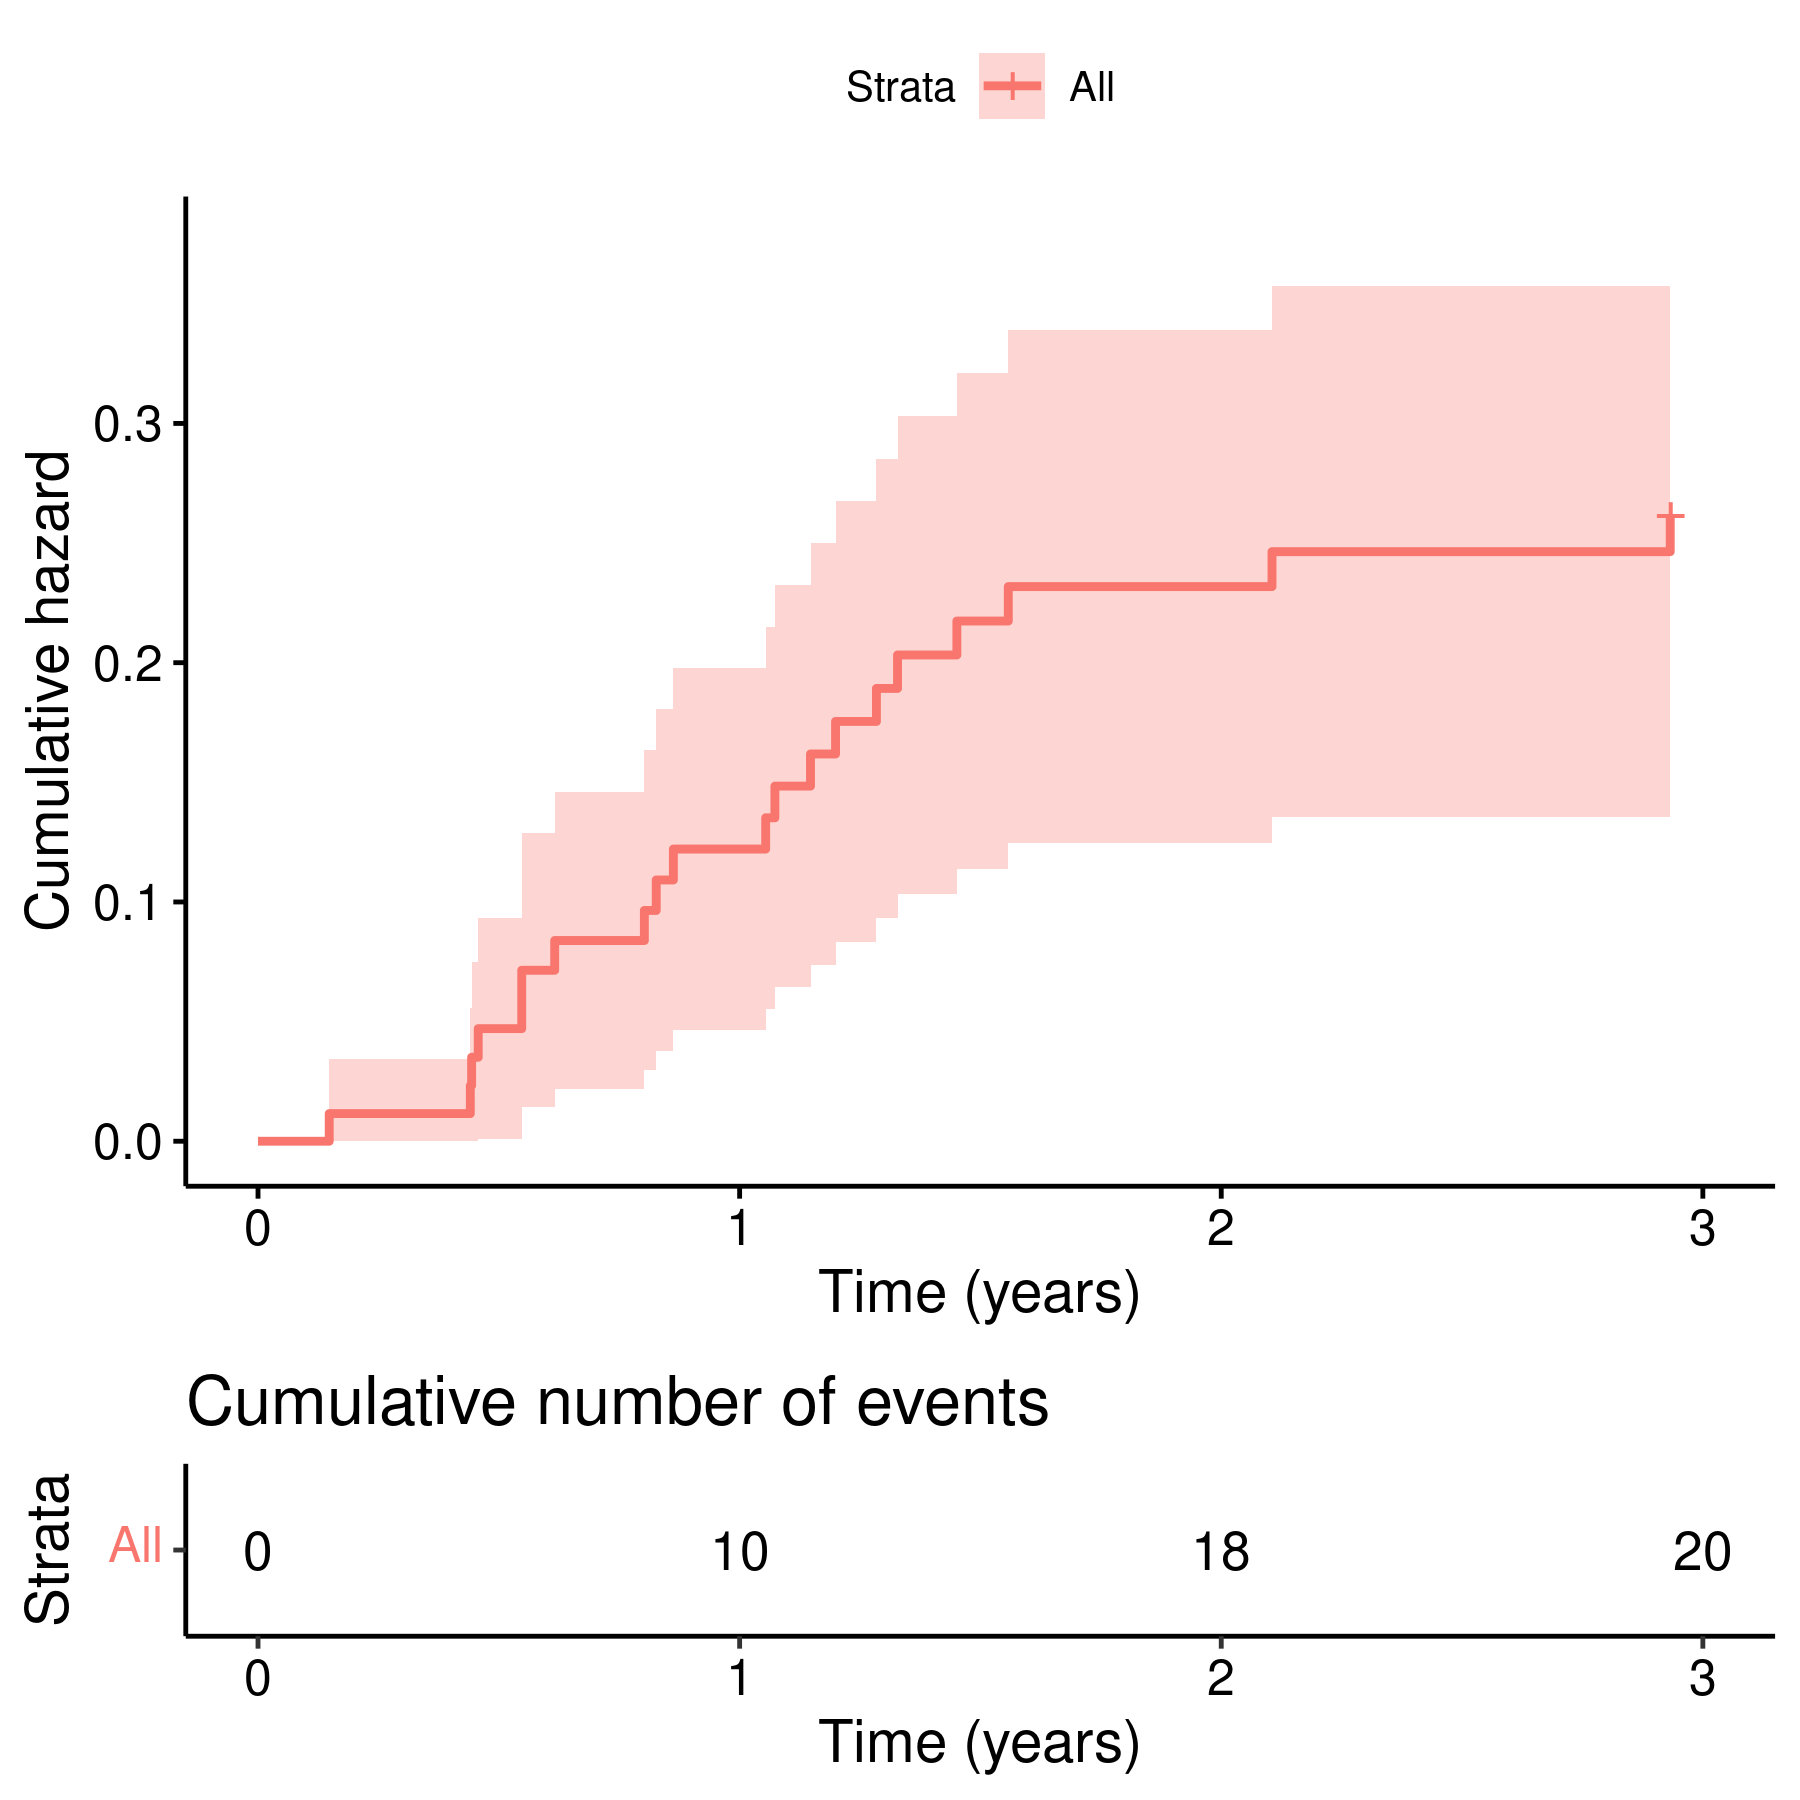 Strata All
0.3
0.2
0.1
0.0
Cumulative hazard
0 1 2 3
Time (years)
Cumulative number of events
Strata
All 0 10 18 20
0 1 2 3
Time (years)